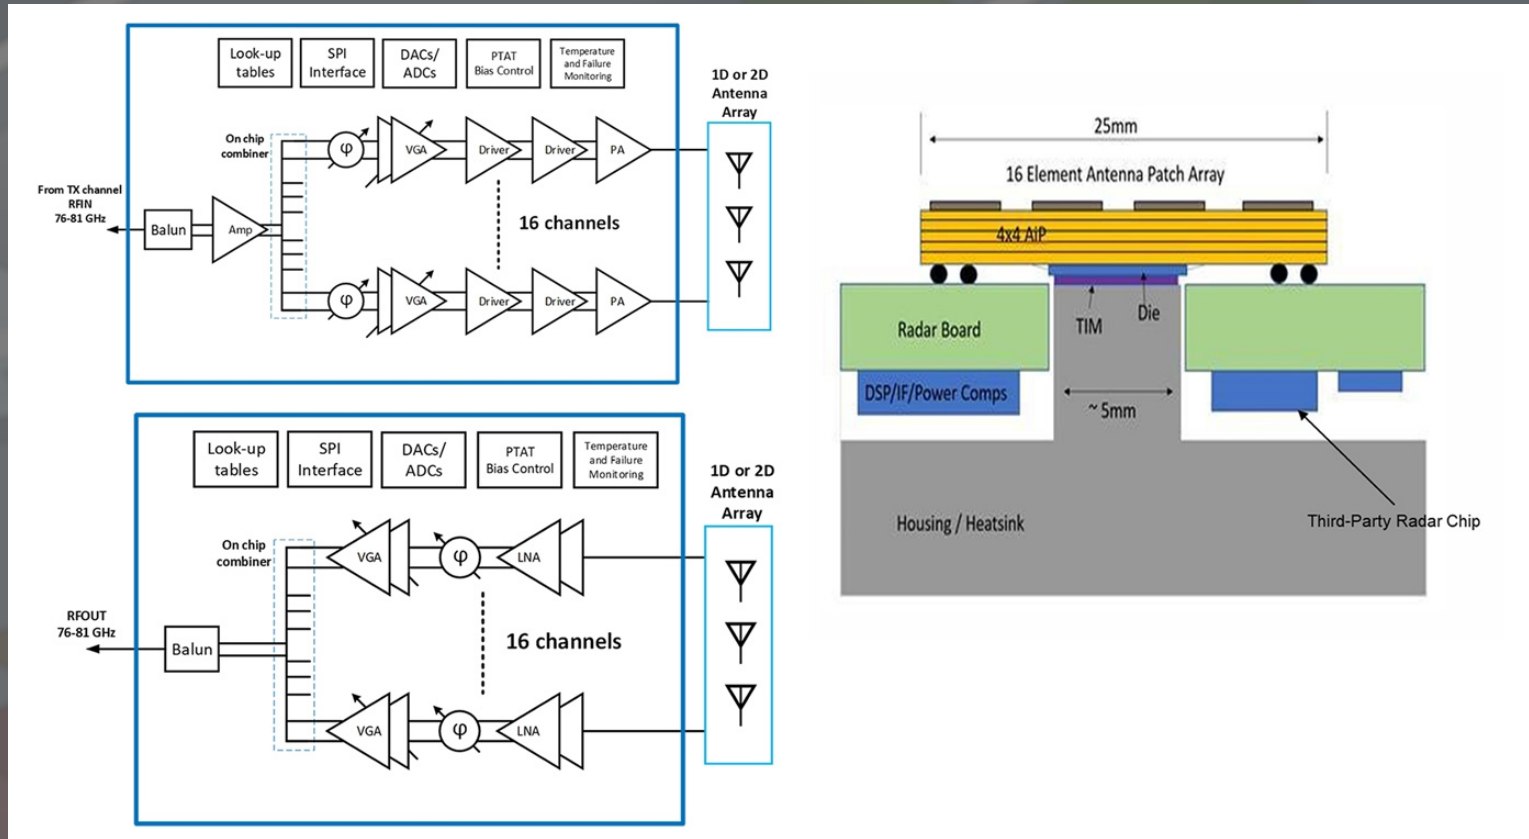 Look-up
tables
SPI
Interface
DACs/
ADCs
PTAT
Bias Control
Temperature
and Failure
Monitoring
1D or 2D
Antenna
Array
On chip
combiner
φ
VGA
Driver
Driver
PA
From TX channel
RFIN
76-81 GHz
Balun
Amp
16 channels
φ
VGA
Driver
Driver
PA
Look-up
tables
SPI
Interface
DACs/
ADCs
PTAT
Bias Control
Temperature
and Failure
Monitoring
1D or 2D
Antenna
Array
On chip
combiner
VGA
φ
LNA
RFOUT
76-81 GHz
Balun
16 channels
VGA
φ
LNA
25mm
16 Element Antenna Patch Array
4x4 AiP
Radar Board
TIM
Die
DSP/IF/Power Comps
~ 5mm
Housing / Heatsink
Third-Party Radar Chip